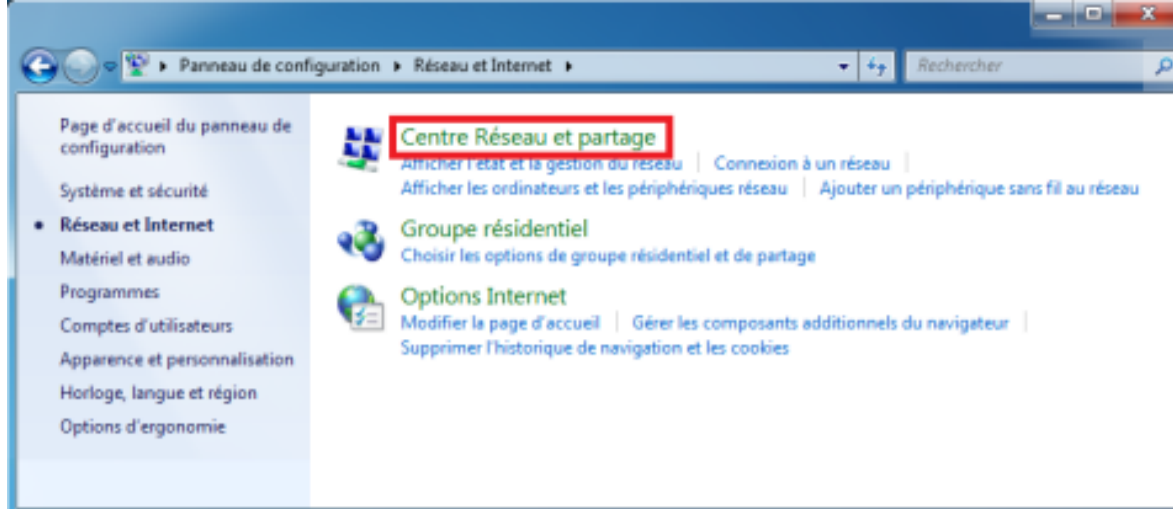 Panneau de configuration ▸ Réseau et Internet ▸
Rechercher
Page d'accueil du panneau de
configuration
Système et sécurité
Réseau et Internet
Matériel et audio
Programmes
Comptes d'utilisateurs
Apparence et personnalisation
Horloge, langue et région
Options d'ergonomie
Centre Réseau et partage
Afficher l'état et la gestion du réseau | Connexion à un réseau |
Afficher les ordinateurs et les périphériques réseau | Ajouter un périphérique sans fil au réseau
Groupe résidentiel
Choisir les options de groupe résidentiel et de partage
Options Internet
Modifier la page d'accueil | Gérer les composants additionnels du navigateur |
Supprimer l'historique de navigation et les cookies